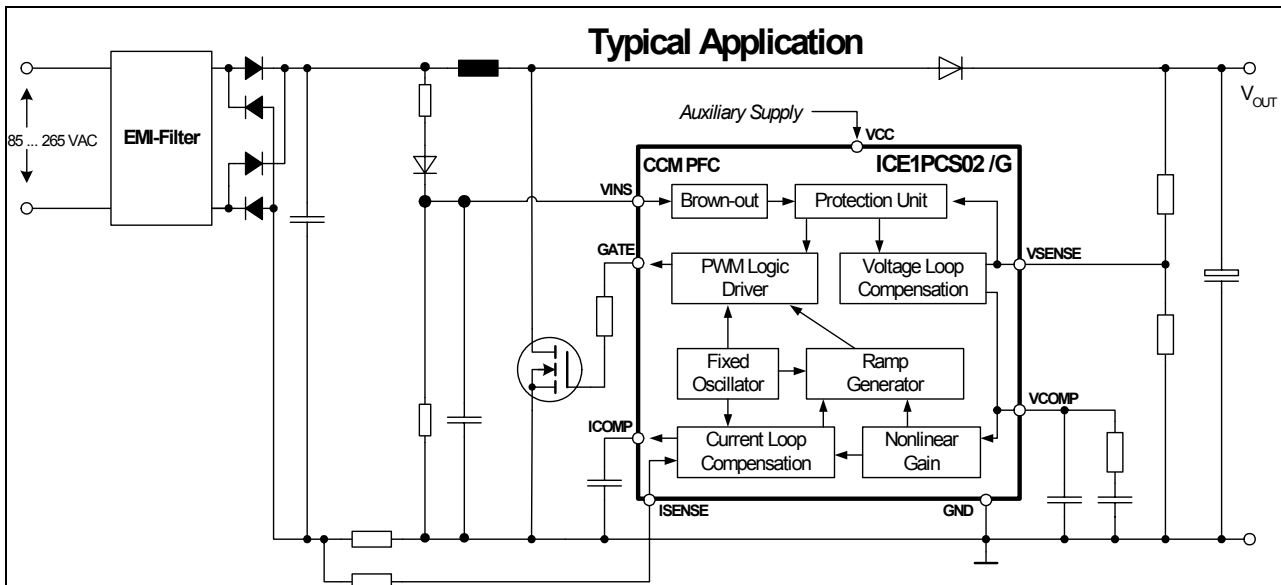 Typical Application
85 ... 265 VAC
EMI-Filter
Auxiliary Supply
VCC
VOUT
CCM PFC
ICE1PCS02 /G
VINS
Brown-out
Protection Unit
GATE
PWM Logic
Driver
Voltage Loop
Compensation
VSENSE
Fixed
Oscillator
Ramp
Generator
ICOMP
Current Loop
Compensation
Nonlinear
Gain
VCOMP
ISENSE
GND